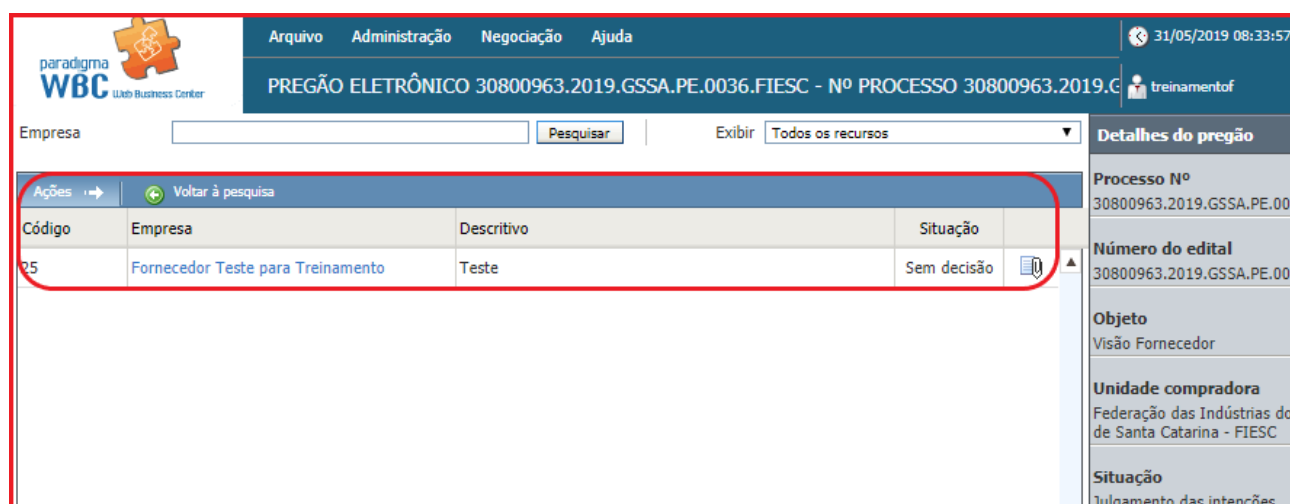 paradigma
WBC Web Business Center
Arquivo Administração Negociação Ajuda
31/05/2019 08:33:57
PREGÃO ELETRÔNICO 30800963.2019.GSSA.PE.0036.FIESC - Nº PROCESSO 30800963.2019.G
treinamentof
Empresa
Pesquisar
Exibir Todos os recursos
Ações
Voltar à pesquisa
Código Empresa Descritivo Situação
25 Fornecedor Teste para Treinamento Teste Sem decisão
Detalhes do pregão
Processo Nº
30800963.2019.GSSA.PE.00
Número do edital
30800963.2019.GSSA.PE.00
Objeto
Visão Fornecedor
Unidade compradora
Federação das Indústrias do
de Santa Catarina - FIESC
Situação
Julgamento das intenções